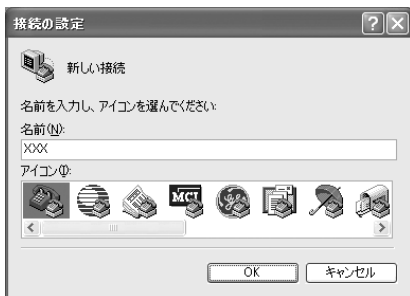 接続の設定
新しい接続
名前を入力し、アイコンを選んでください:
名前(N):
XXX
アイコン(I):
MCI
OK
キャンセル